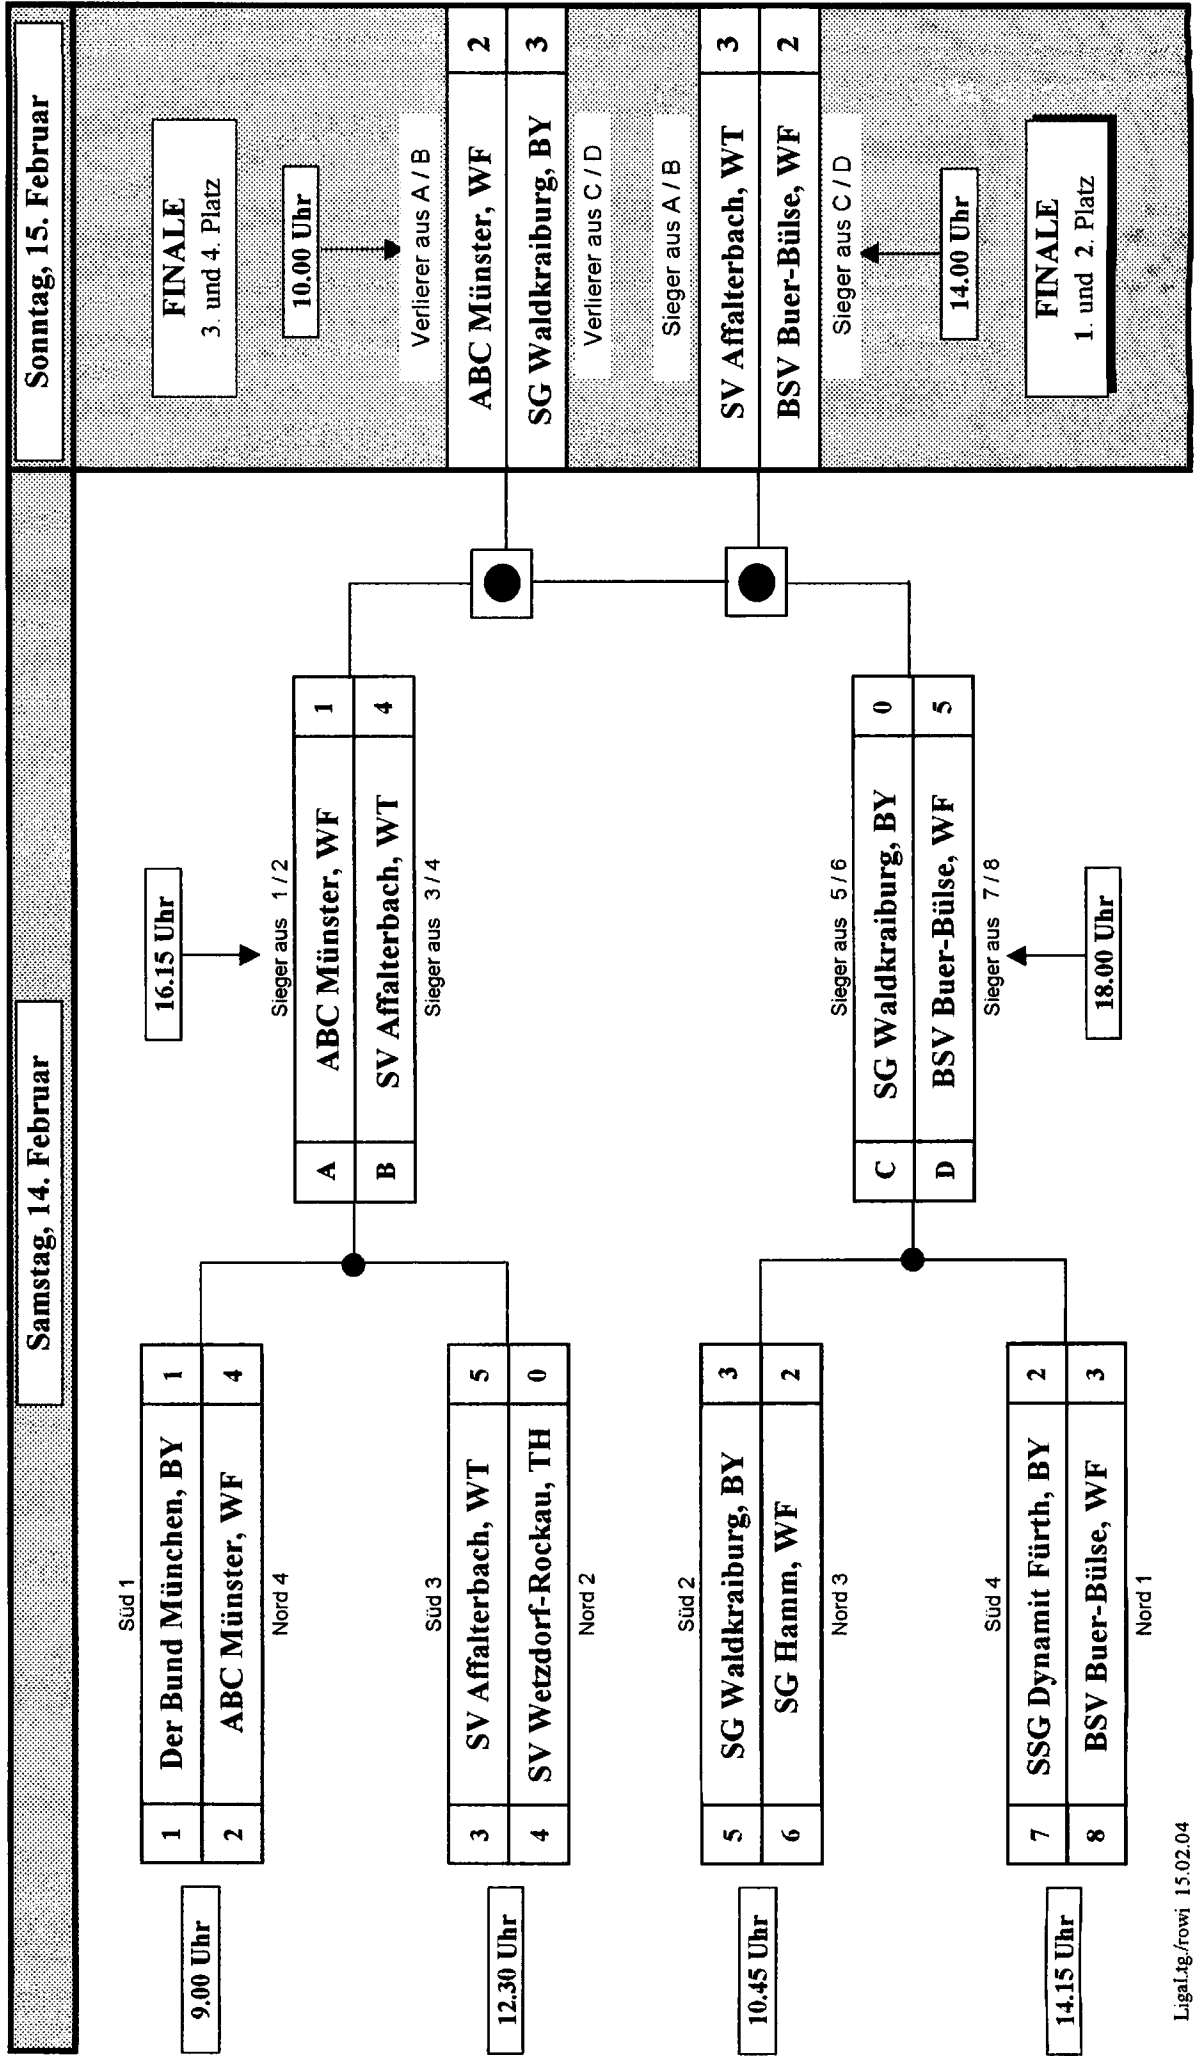 Samstag, 14. Februar
Sonntag, 15. Februar
9.00 Uhr
Süd 1
1 Der Bund München, BY 1
2 ABC Münster, WF 4
Nord 4
12.30 Uhr
Süd 3
3 SV Affalterbach, WT 5
4 SV Wetzdorf-Rockau, TH 0
Nord 2
10.45 Uhr
Süd 2
5 SG Waldkraiburg, BY 3
6 SG Hamm, WF 2
Nord 3
14.15 Uhr
Süd 4
7 SSG Dynamit Fürth, BY 2
8 BSV Buer-Bülse, WF 3
Nord 1
16.15 Uhr
Sieger aus 1 / 2
A ABC Münster, WF 1
B SV Affalterbach, WT 4
Sieger aus 3 / 4
Sieger aus 5 / 6
C SG Waldkraiburg, BY 0
D BSV Buer-Bülse, WF 5
Sieger aus 7 / 8
18.00 Uhr
FINALE
3. und 4. Platz
10.00 Uhr
Verlierer aus A / B
ABC Münster, WF 2
SG Waldkraiburg, BY 3
Verlierer aus C / D
Sieger aus A / B
SV Affalterbach, WT 3
BSV Buer-Bülse, WF 2
Sieger aus C / D
14.00 Uhr
FINALE
1. und 2. Platz
LigaLtg./rowi 15.02.04